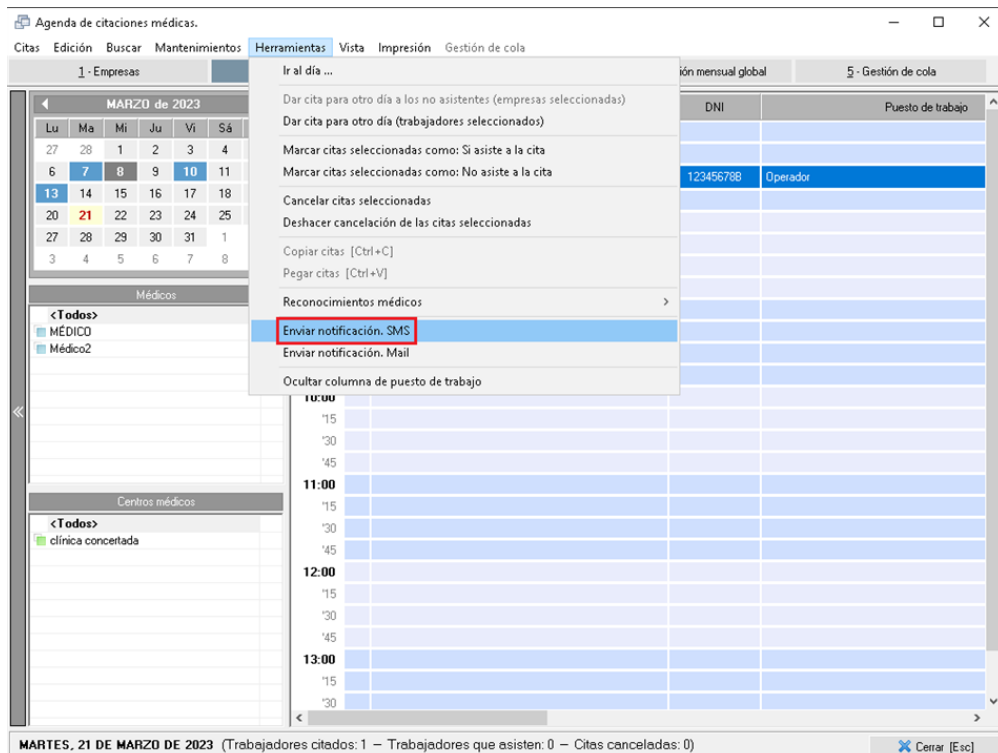 Agenda de citaciones médicas.
Citas Edición Buscar Mantenimientos Herramientas Vista Impresión Gestión de cola
1 - Empresas
ión mensual global
5 - Gestión de cola
Ir al día ...
Dar cita para otro día a los no asistentes (empresas seleccionadas)
Dar cita para otro día (trabajadores seleccionados)
Marcar citas seleccionadas como: Si asiste a la cita
Marcar citas seleccionadas como: No asiste a la cita
Cancelar citas seleccionadas
Deshacer cancelación de las citas seleccionadas
Copiar citas [Ctrl+C]
Pegar citas [Ctrl+V]
Reconocimientos médicos
Enviar notificación. SMS
Enviar notificación. Mail
Ocultar columna de puesto de trabajo
MARZO de 2023
Lu Ma Mi Ju Vi Sá
27 28 1 2 3 4
6 7 8 9 10 11
13 14 15 16 17 18
20 21 22 23 24 25
27 28 29 30 31 1
3 4 5 6 7 8
Médicos
<Todos>
MÉDICO
Médico2
Centros médicos
<Todos>
clínica concertada
DNI Puesto de trabajo
12345678B Operador
10:00
'15
'30
'45
11:00
'15
'30
'45
12:00
'15
'30
'45
13:00
'15
'30
MARTES, 21 DE MARZO DE 2023 (Trabajadores citados: 1 – Trabajadores que asisten: 0 – Citas canceladas: 0)
Cerrar [Esc]